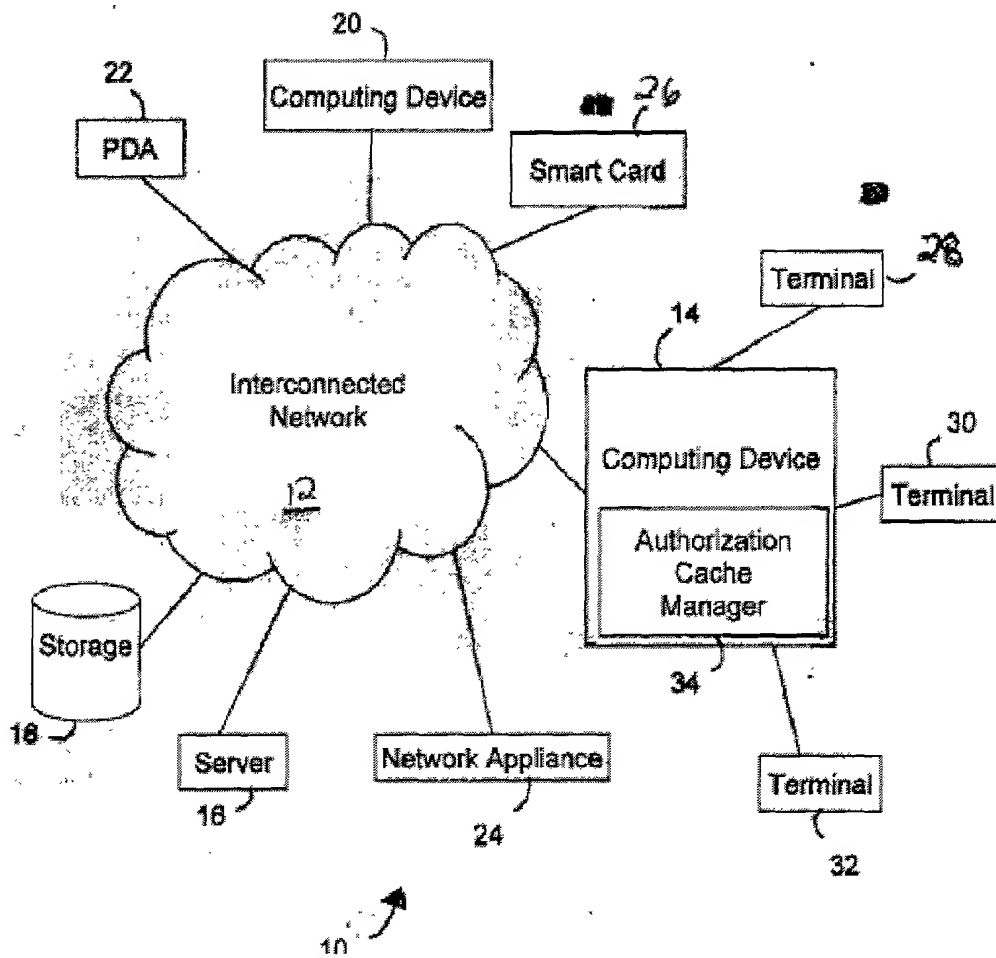 20
22
Computing Device
26
PDA
Smart Card
28
Terminal
14
Interconnected
Network
30
Computing Device
Terminal
12
Authorization
Cache
Manager
Storage
34
18
Server
Network Appliance
Terminal
16
24
32
10